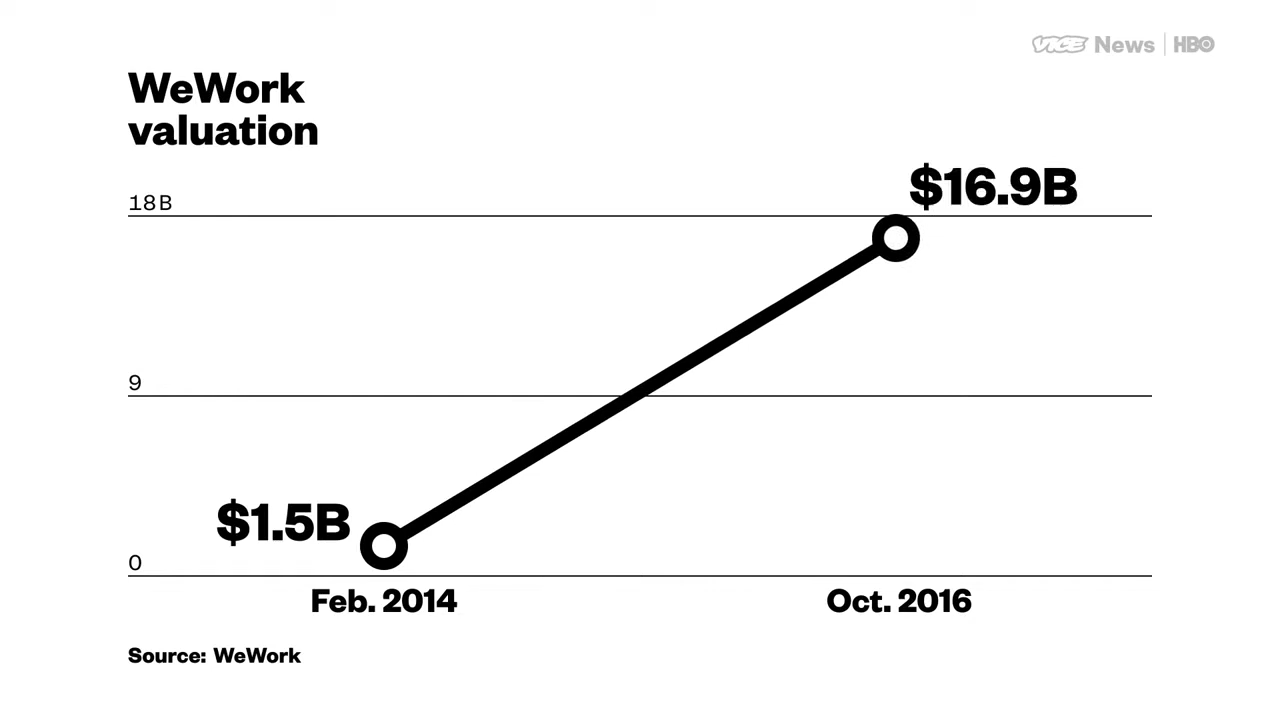 VICE News | HBO
WeWork
valuation
$16.9B
18B
9
$1.5B
0
Feb. 2014
Oct. 2016
Source: WeWork